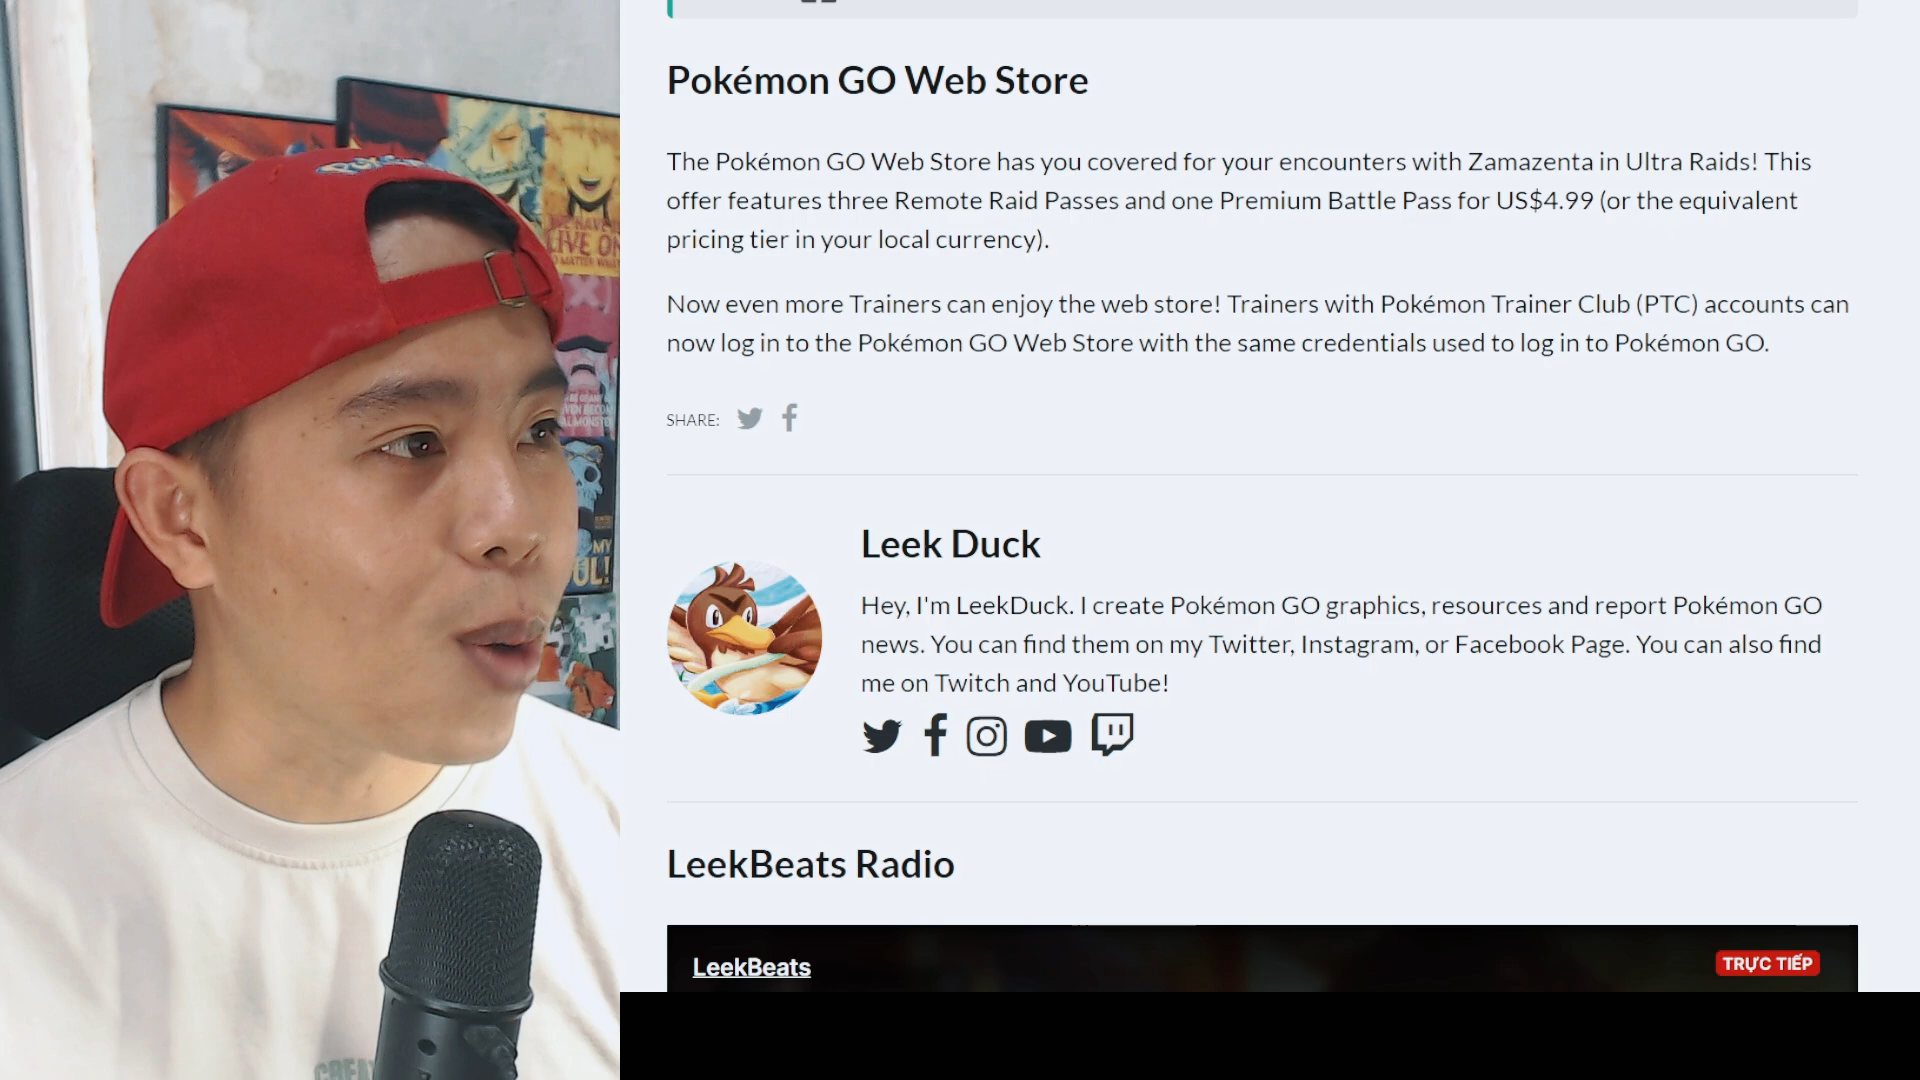 Pokémon GO Web Store
The Pokémon GO Web Store has you covered for your encounters with Zamazenta in Ultra Raids! This
offer features three Remote Raid Passes and one Premium Battle Pass for US$4.99 (or the equivalent
pricing tier in your local currency).
Now even more Trainers can enjoy the web store! Trainers with Pokémon Trainer Club (PTC) accounts can
now log in to the Pokémon GO Web Store with the same credentials used to log in to Pokémon GO.
SHARE:
Leek Duck
Hey, I'm LeekDuck. I create Pokémon GO graphics, resources and report Pokémon GO
news. You can find them on my Twitter, Instagram, or Facebook Page. You can also find
me on Twitch and YouTube!
LeekBeats Radio
LeekBeats
TRỰC TIẾP
LIVE ON
NO MATTER WHAT
MY